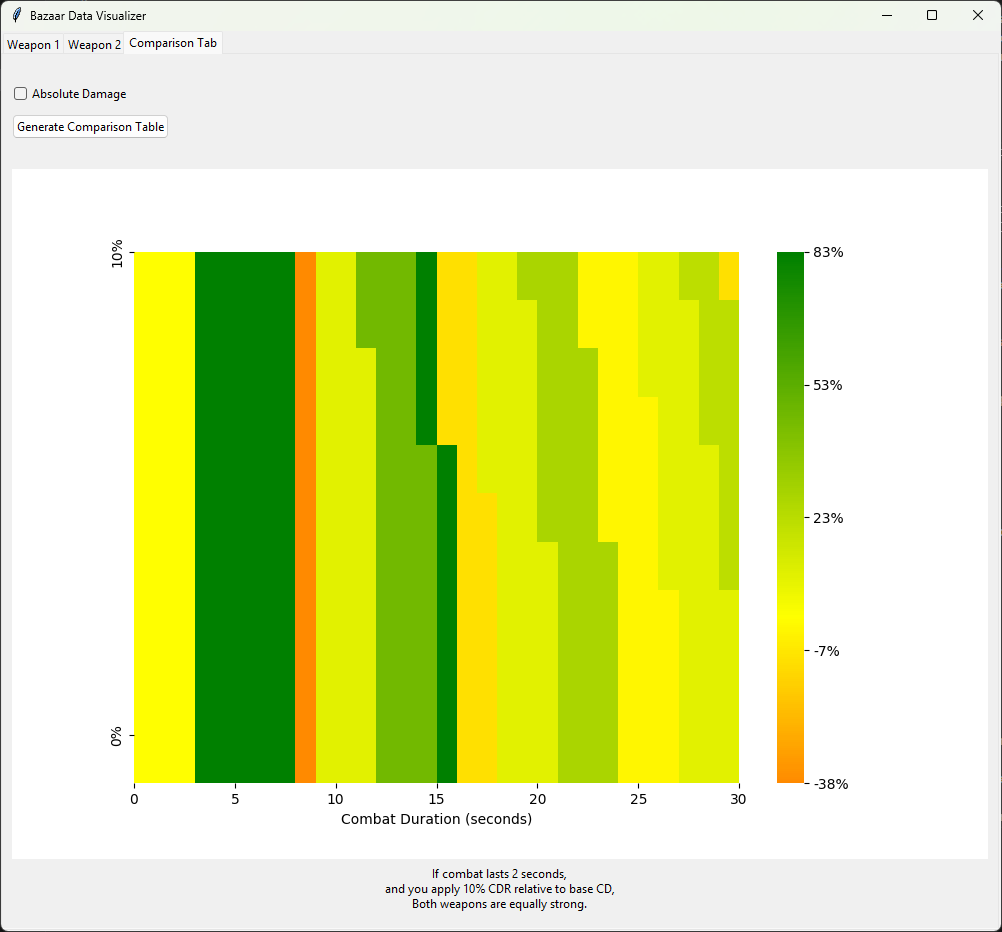 Bazaar Data Visualizer
Weapon 1 Weapon 2 Comparison Tab
Absolute Damage
Generate Comparison Table
10%
0%
0 5 10 15 20 25 30
Combat Duration (seconds)
83%
53%
23%
-7%
-38%
If combat lasts 2 seconds,
and you apply 10% CDR relative to base CD,
Both weapons are equally strong.